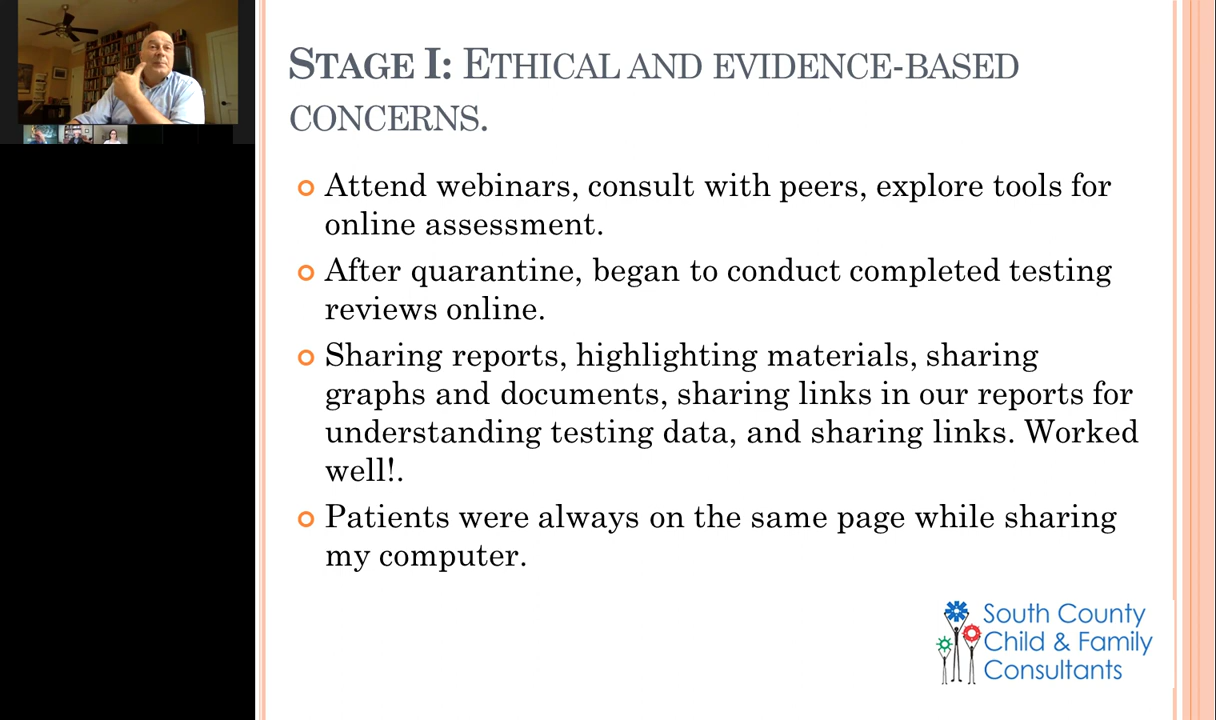 STAGE I: ETHICAL AND EVIDENCE-BASED
CONCERNS.
Attend webinars, consult with peers, explore tools for
online assessment.
After quarantine, began to conduct completed testing
reviews online.
Sharing reports, highlighting materials, sharing
graphs and documents, sharing links in our reports for
understanding testing data, and sharing links. Worked
well!.
Patients were always on the same page while sharing
my computer.
South County
Child & Family
Consultants